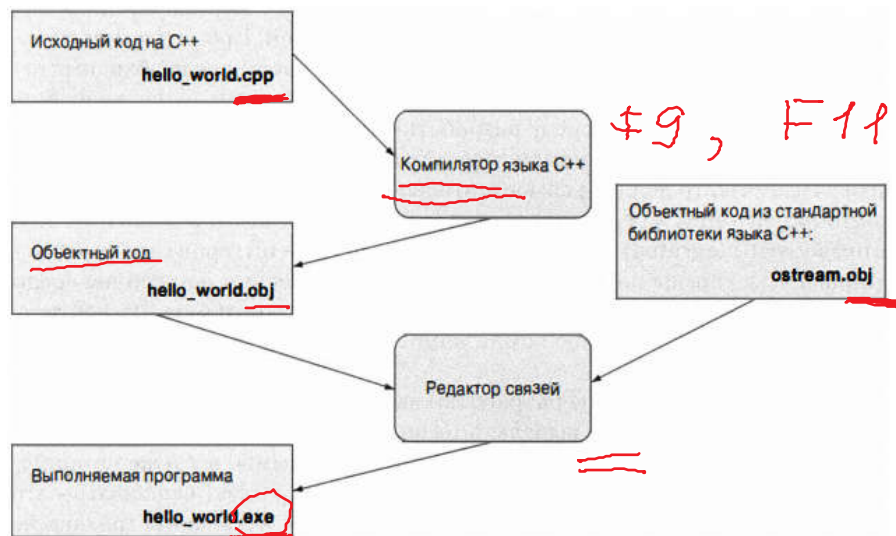 Исходный код на С++
hello_world.cpp
Компилятор языка С++
F9, F11
Объектный код
hello_world.obj
Объектный код из стандартной
библиотеки языка С++:
ostream.obj
Редактор связей
Выполняемая программа
hello_world.exe